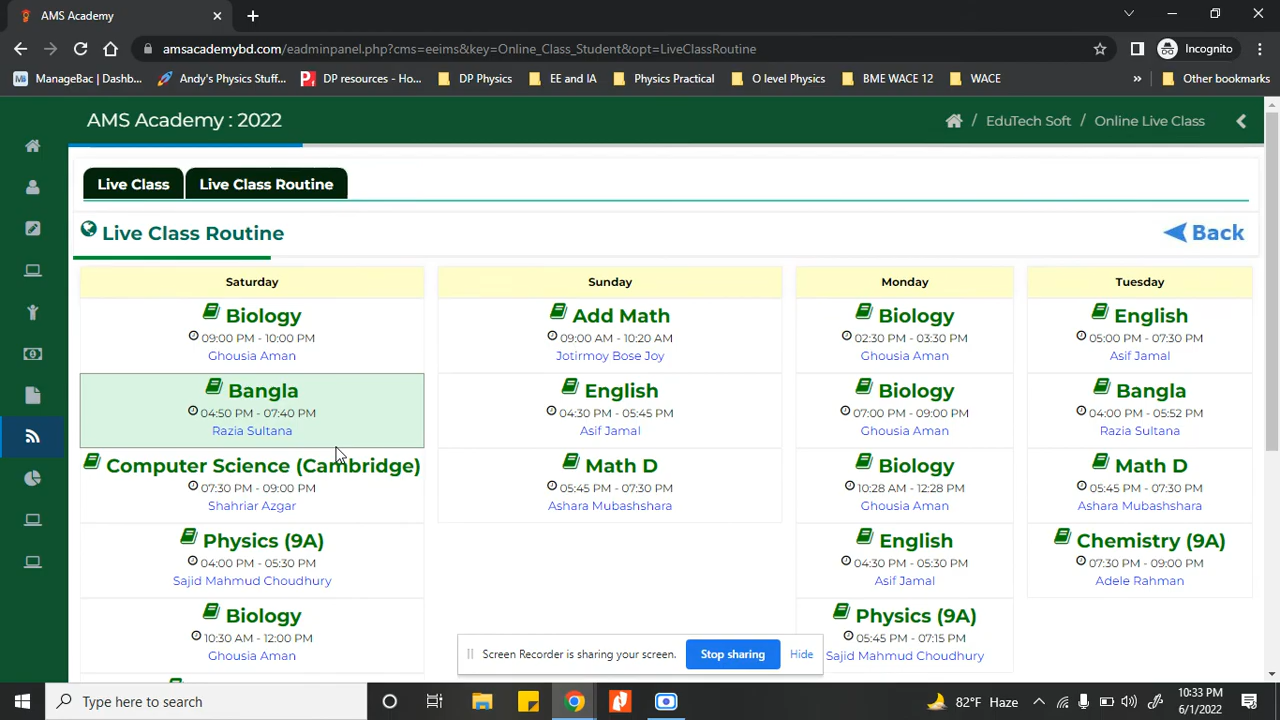 AMS Academy
amsacademybd.com/eadminpanel.php?cms=eeims&key=Online_Class_Student&opt=LiveClassRoutine
Incognito
ManageBac | Dashb...
Andy's Physics Stuff...
DP resources - Ho...
DP Physics
EE and IA
Physics Practical
O level Physics
BME WACE 12
WACE
»
Other bookmarks
AMS Academy : 2022
/ EduTech Soft / Online Live Class
Live Class
Live Class Routine
Live Class Routine
Back
Saturday
Biology
09:00 PM - 10:00 PM
Ghousia Aman
Bangla
04:50 PM - 07:40 PM
Razia Sultana
Computer Science (Cambridge)
07:30 PM - 09:00 PM
Shahriar Azgar
Physics (9A)
04:00 PM - 05:30 PM
Sajid Mahmud Choudhury
Biology
10:30 AM - 12:00 PM
Ghousia Aman
Sunday
Add Math
09:00 AM - 10:20 AM
Jotirmoy Bose Joy
English
04:30 PM - 05:45 PM
Asif Jamal
Math D
05:45 PM - 07:30 PM
Ashara Mubashshara
Monday
Biology
02:30 PM - 03:30 PM
Ghousia Aman
Biology
07:00 PM - 09:00 PM
Ghousia Aman
Biology
10:28 AM - 12:28 PM
Ghousia Aman
English
04:30 PM - 05:30 PM
Asif Jamal
Physics (9A)
05:45 PM - 07:15 PM
Sajid Mahmud Choudhury
Tuesday
English
05:00 PM - 07:30 PM
Asif Jamal
Bangla
04:00 PM - 05:52 PM
Razia Sultana
Math D
05:45 PM - 07:30 PM
Ashara Mubashshara
Chemistry (9A)
07:30 PM - 09:00 PM
Adele Rahman
Screen Recorder is sharing your screen.
Stop sharing
Hide
Type here to search
82°F Haze
10:33 PM
6/1/2022